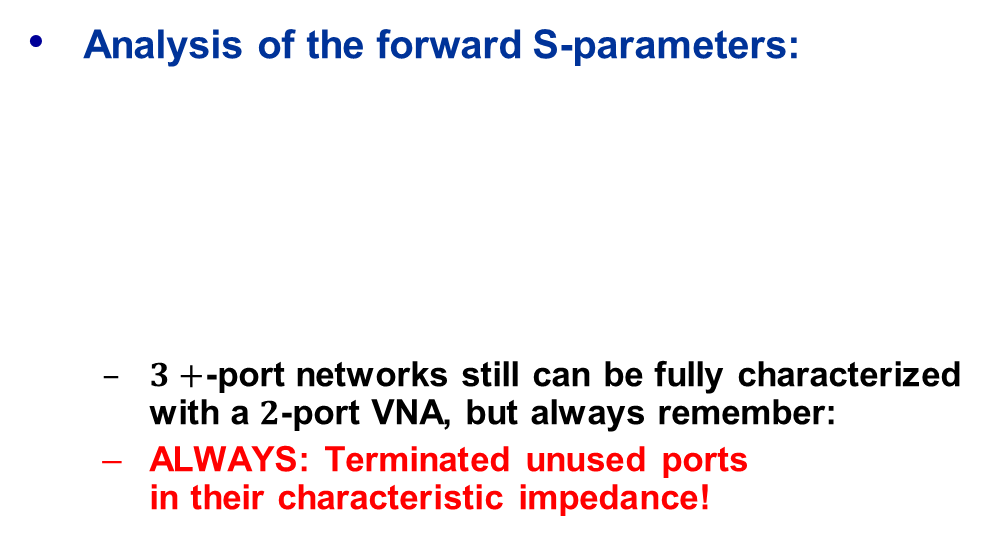 • Analysis of the forward S-parameters:
– 3 +-port networks still can be fully characterized
with a 2-port VNA, but always remember:
– ALWAYS: Terminated unused ports
in their characteristic impedance!